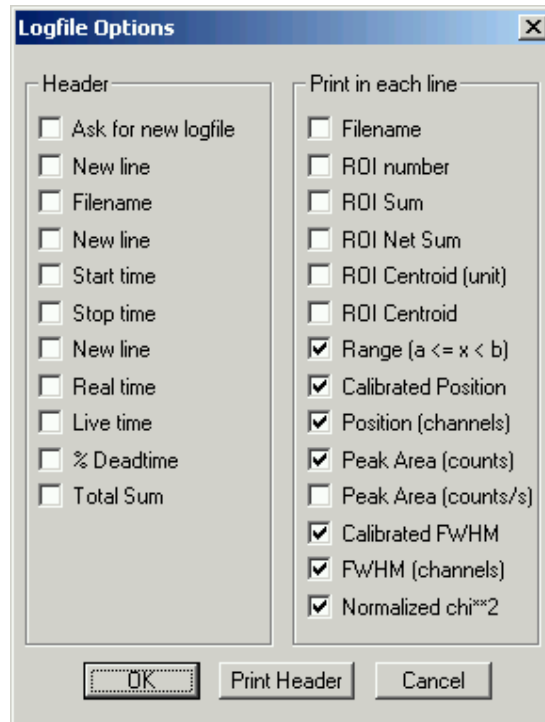 Logfile Options
Header
Ask for new logfile
New line
Filename
New line
Start time
Stop time
New line
Real time
Live time
% Deadtime
Total Sum
Print in each line
Filename
ROI number
ROI Sum
ROI Net Sum
ROI Centroid (unit)
ROI Centroid
Range (a <= x < b)
Calibrated Position
Position (channels)
Peak Area (counts)
Peak Area (counts/s)
Calibrated FWHM
FWHM (channels)
Normalized chi**2
OK
Print Header
Cancel